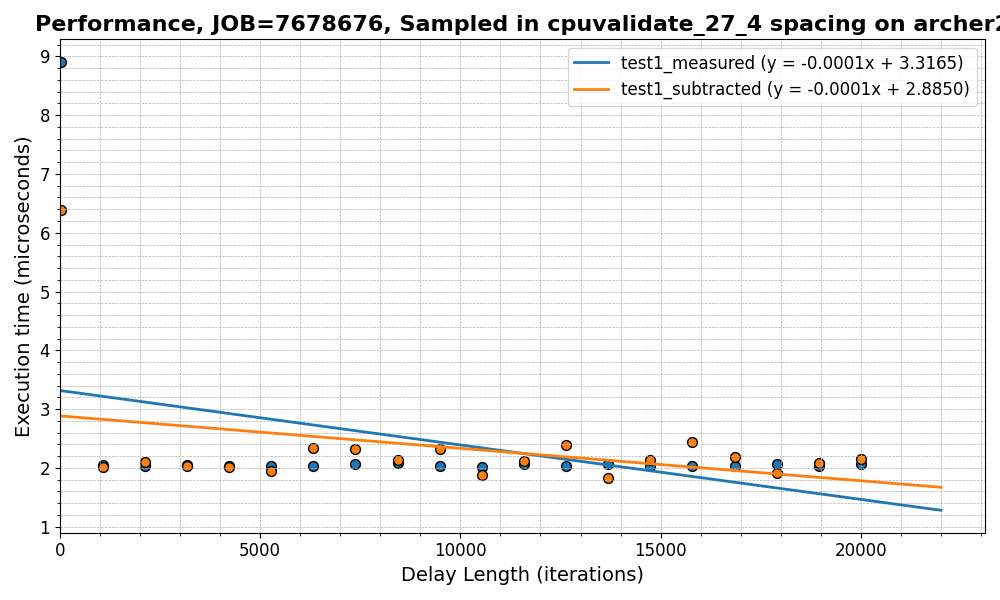 Performance, JOB=7678676, Sampled in cpuvalidate_27_4 spacing on archer2
test1_measured (y = -0.0001x + 3.3165)
test1_subtracted (y = -0.0001x + 2.8850)
Execution time (microseconds)
9
8
7
6
5
4
3
2
1
0
5000
10000
15000
20000
Delay Length (iterations)